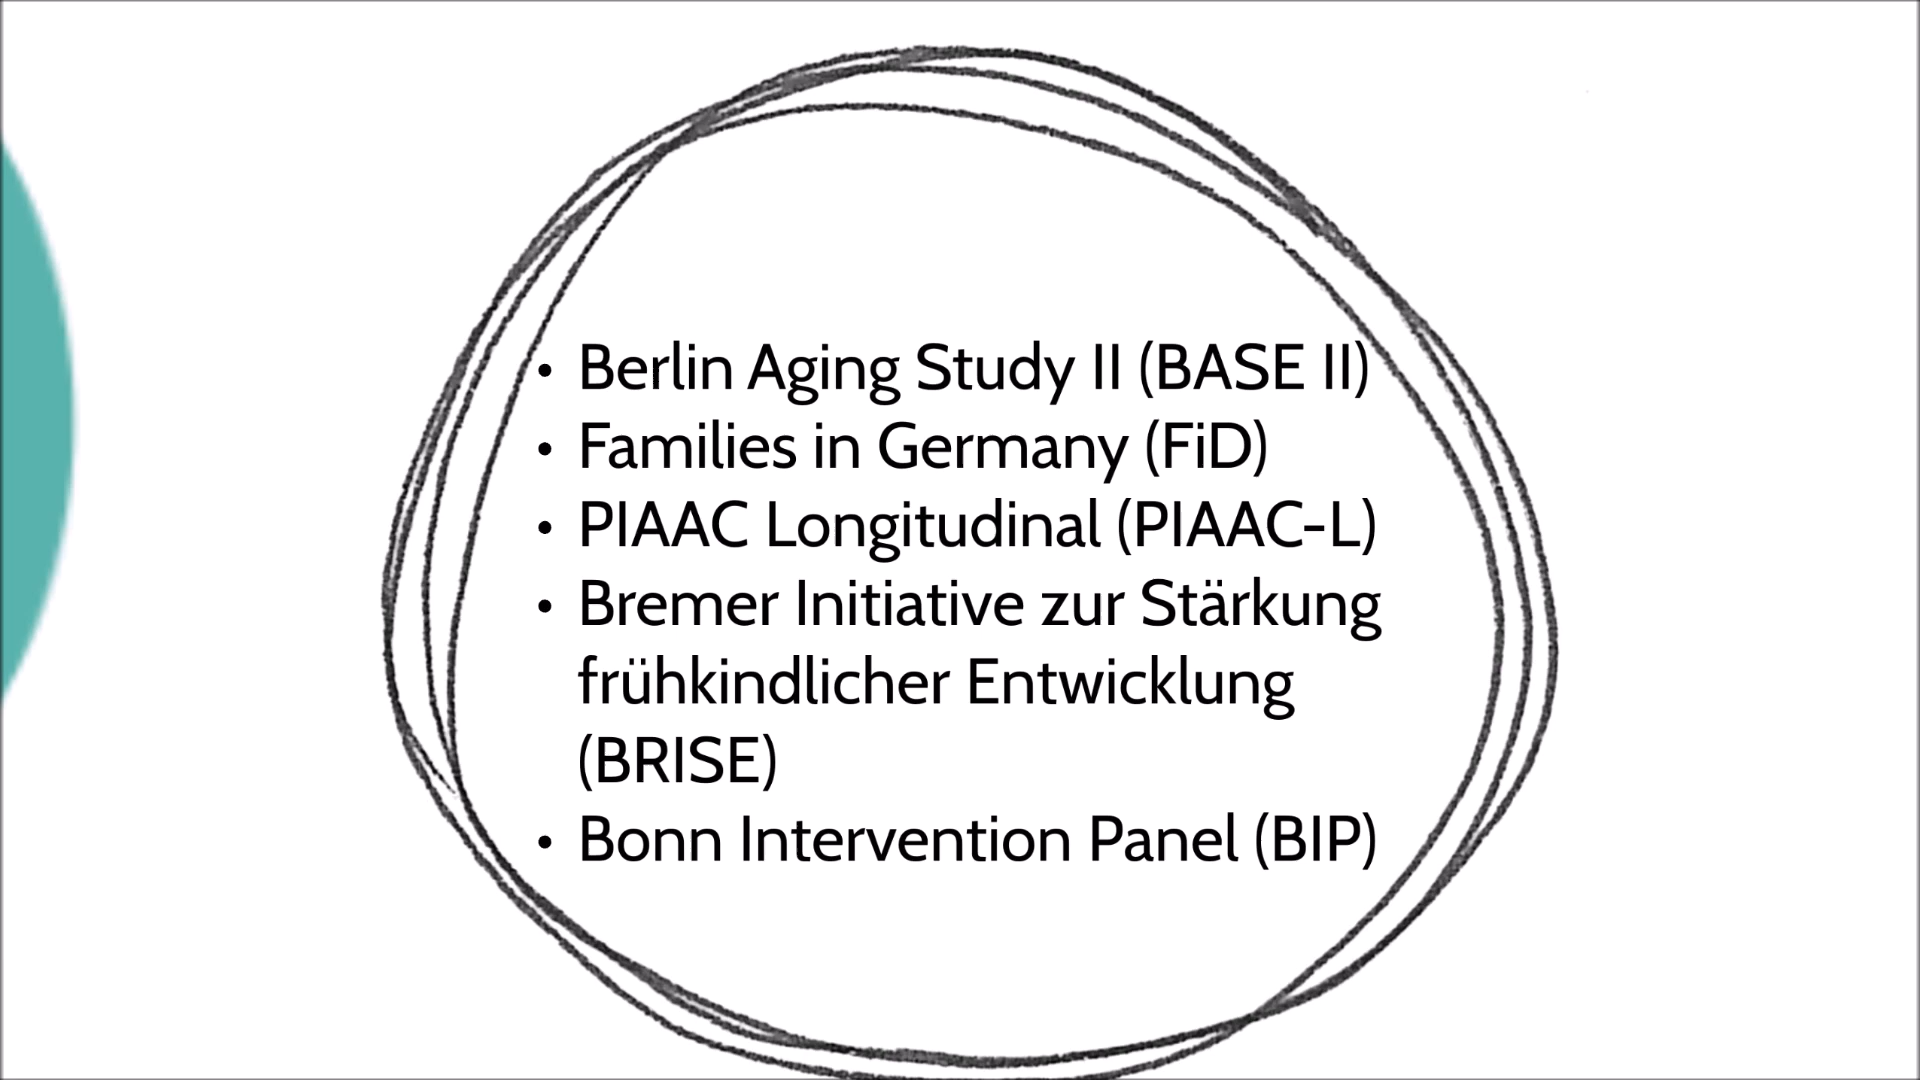 • Berlin Aging Study II (BASE II)
• Families in Germany (FiD)
• PIAAC Longitudinal (PIAAC-L)
• Bremer Initiative zur Stärkung
frühkindlicher Entwicklung
(BRISE)
• Bonn Intervention Panel (BIP)